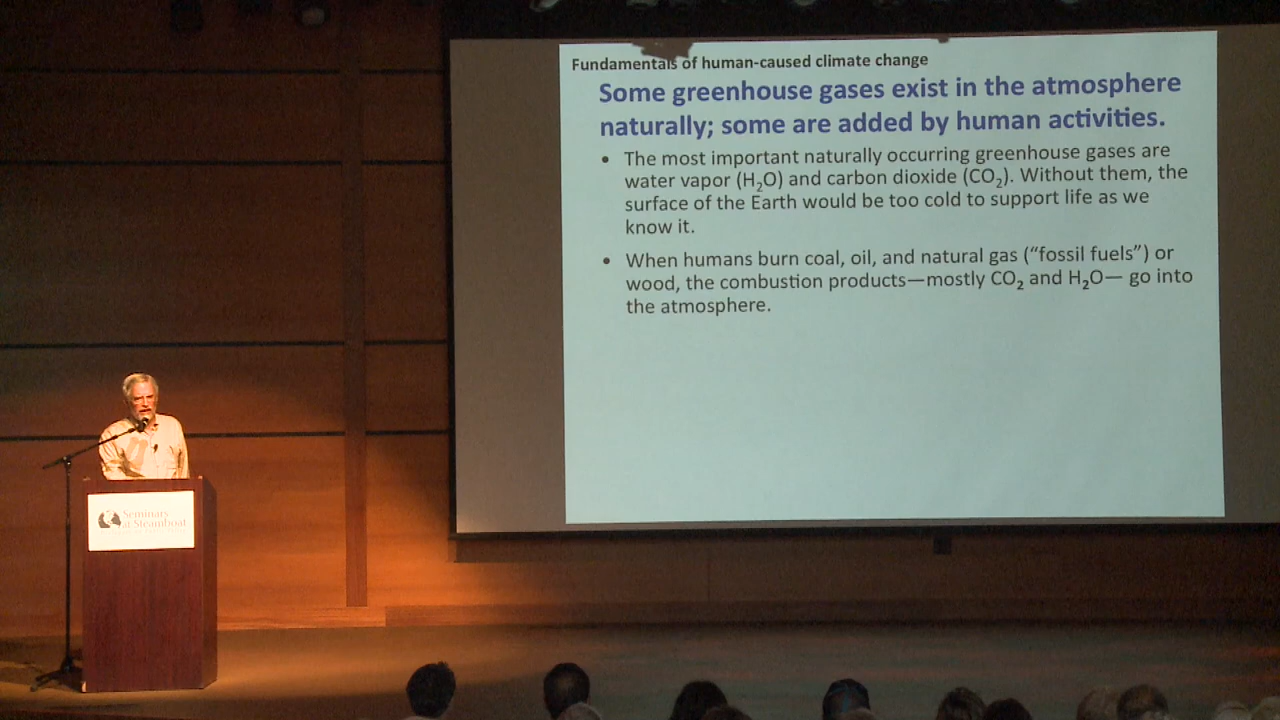 Fundamentals of human-caused climate change
Some greenhouse gases exist in the atmosphere
naturally; some are added by human activities.
• The most important naturally occurring greenhouse gases are
water vapor (H₂O) and carbon dioxide (CO₂). Without them, the
surface of the Earth would be too cold to support life as we
know it.
• When humans burn coal, oil, and natural gas (“fossil fuels”) or
wood, the combustion products—mostly CO₂ and H₂O— go into
the atmosphere.
Seminars
at Steamboat